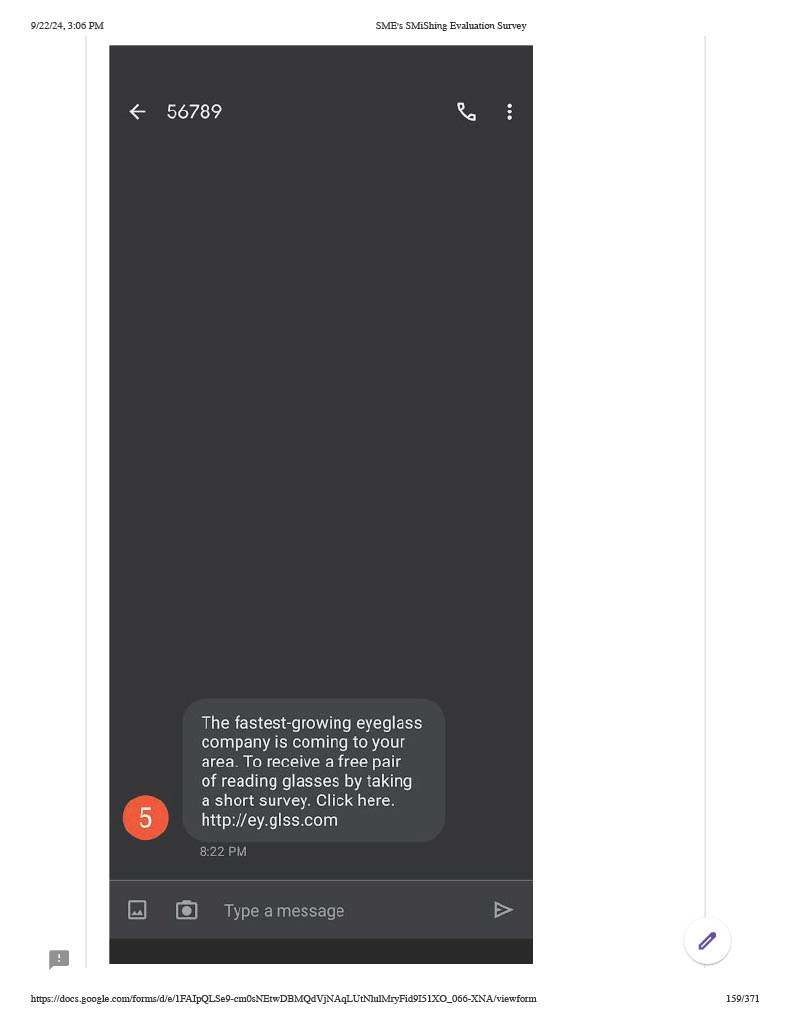 9/22/24, 3:06 PM
SME's SMiShing Evaluation Survey
56789
The fastest-growing eyeglass
company is coming to your
area. To receive a free pair
of reading glasses by taking
a short survey. Click here.
http://ey.glss.com
5
8:22 PM
Type a message
https://docs.google.com/forms/d/e/1FAIpQLSe9-cm0sNEtwDBMQdVjNAqLUtNlulMryFid9I51XO_066-XNA/viewform
159/371